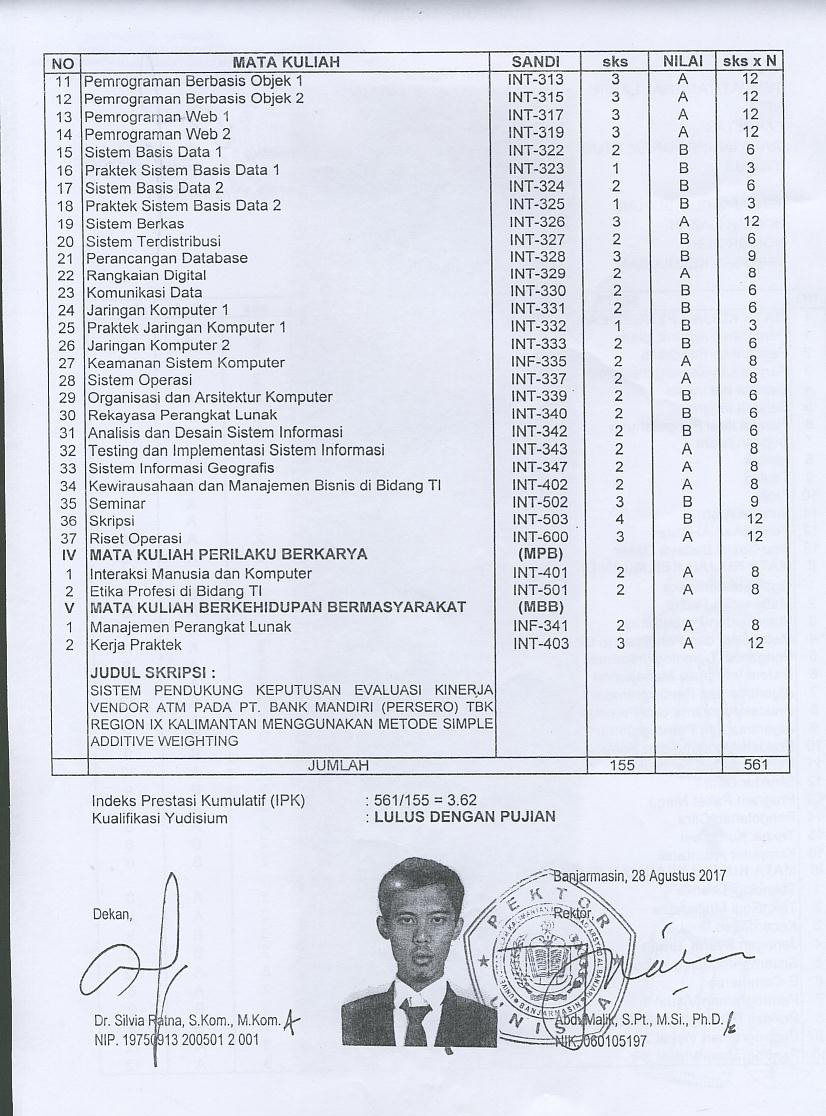 NO MATA KULIAH SANDI sks NILAI sks x N
11 Pemrograman Berbasis Objek 1 INT-313 3 A 12
12 Pemrograman Berbasis Objek 2 INT-315 3 A 12
13 Pemrograman Web 1 INT-317 3 A 12
14 Pemrograman Web 2 INT-319 3 A 12
15 Sistem Basis Data 1 INT-322 2 B 6
16 Praktek Sistem Basis Data 1 INT-323 1 B 3
17 Sistem Basis Data 2 INT-324 2 B 6
18 Praktek Sistem Basis Data 2 INT-325 1 B 3
19 Sistem Berkas INT-326 3 A 12
20 Sistem Terdistribusi INT-327 2 B 6
21 Perancangan Database INT-328 3 B 9
22 Rangkaian Digital INT-329 2 A 8
23 Komunikasi Data INT-330 2 B 6
24 Jaringan Komputer 1 INT-331 2 B 6
25 Praktek Jaringan Komputer 1 INT-332 1 B 3
26 Jaringan Komputer 2 INT-333 2 B 6
27 Keamanan Sistem Komputer INF-335 2 A 8
28 Sistem Operasi INT-337 2 A 8
29 Organisasi dan Arsitektur Komputer INT-339 2 B 6
30 Rekayasa Perangkat Lunak INT-340 2 B 6
31 Analisis dan Desain Sistem Informasi INT-342 2 B 6
32 Testing dan Implementasi Sistem Informasi INT-343 2 A 8
33 Sistem Informasi Geografis INT-347 2 A 8
34 Kewirausahaan dan Manajemen Bisnis di Bidang TI INT-402 2 A 8
35 Seminar INT-502 3 B 9
36 Skripsi INT-503 4 B 12
37 Riset Operasi INT-600 3 A 12
IV MATA KULIAH PERILAKU BERKARYA (MPB)
1 Interaksi Manusia dan Komputer INT-401 2 A 8
2 Etika Profesi di Bidang TI INT-501 2 A 8
V MATA KULIAH BERKEHIDUPAN BERMASYARAKAT (MBB)
1 Manajemen Perangkat Lunak INF-341 2 A 8
2 Kerja Praktek INT-403 3 A 12
JUDUL SKRIPSI :
SISTEM PENDUKUNG KEPUTUSAN EVALUASI KINERJA
VENDOR ATM PADA PT. BANK MANDIRI (PERSERO) TBK
REGION IX KALIMANTAN MENGGUNAKAN METODE SIMPLE
ADDITIVE WEIGHTING
JUMLAH 155 561
Indeks Prestasi Kumulatif (IPK) : 561/155 = 3.62
Kualifikasi Yudisium : LULUS DENGAN PUJIAN
Banjarmasin, 28 Agustus 2017
Dekan,
Rektor,
REKTOR
UNISKA
BANJARMASIN
Dr. Silvia Ratna, S.Kom., M.Kom.
NIP. 19750913 200501 2 001
Abd. Malik, S.Pt., M.Si., Ph.D.
NIK. 060105197